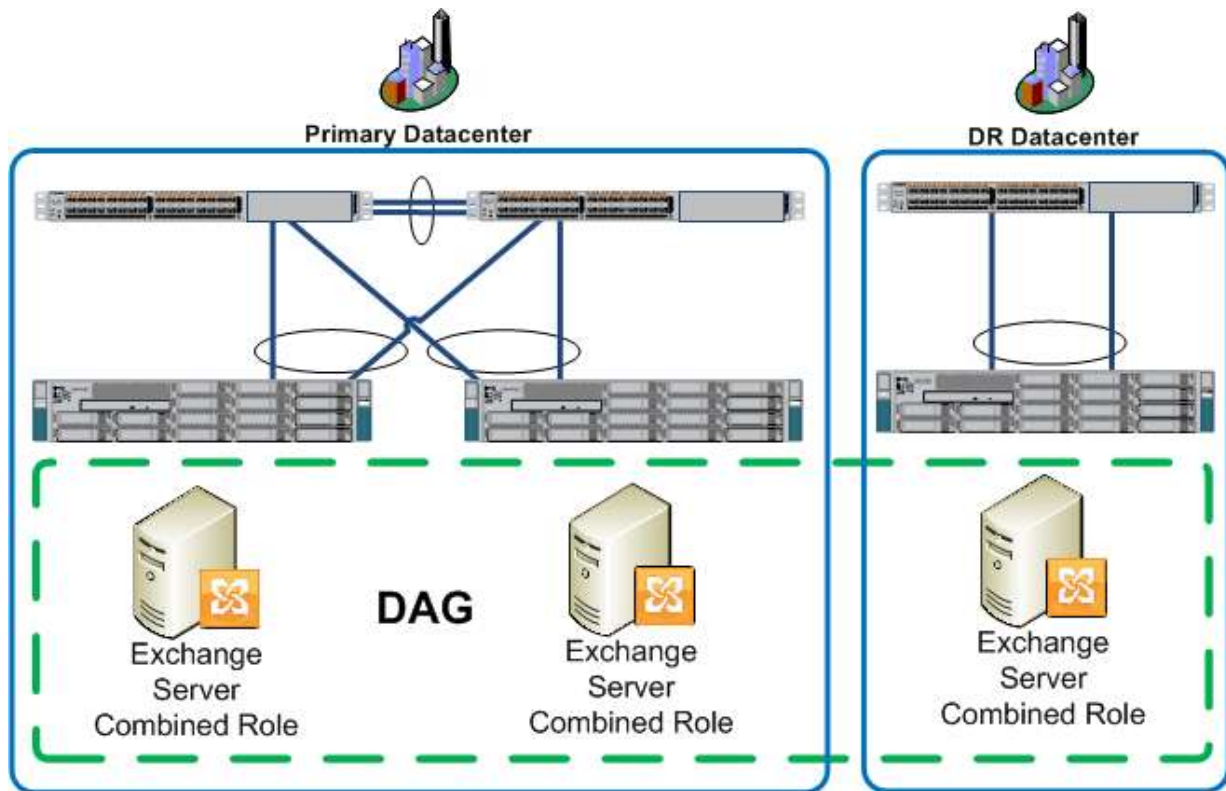 Primary Datacenter
DR Datacenter
DAG
Exchange
Server
Combined Role
Exchange
Server
Combined Role
Exchange
Server
Combined Role